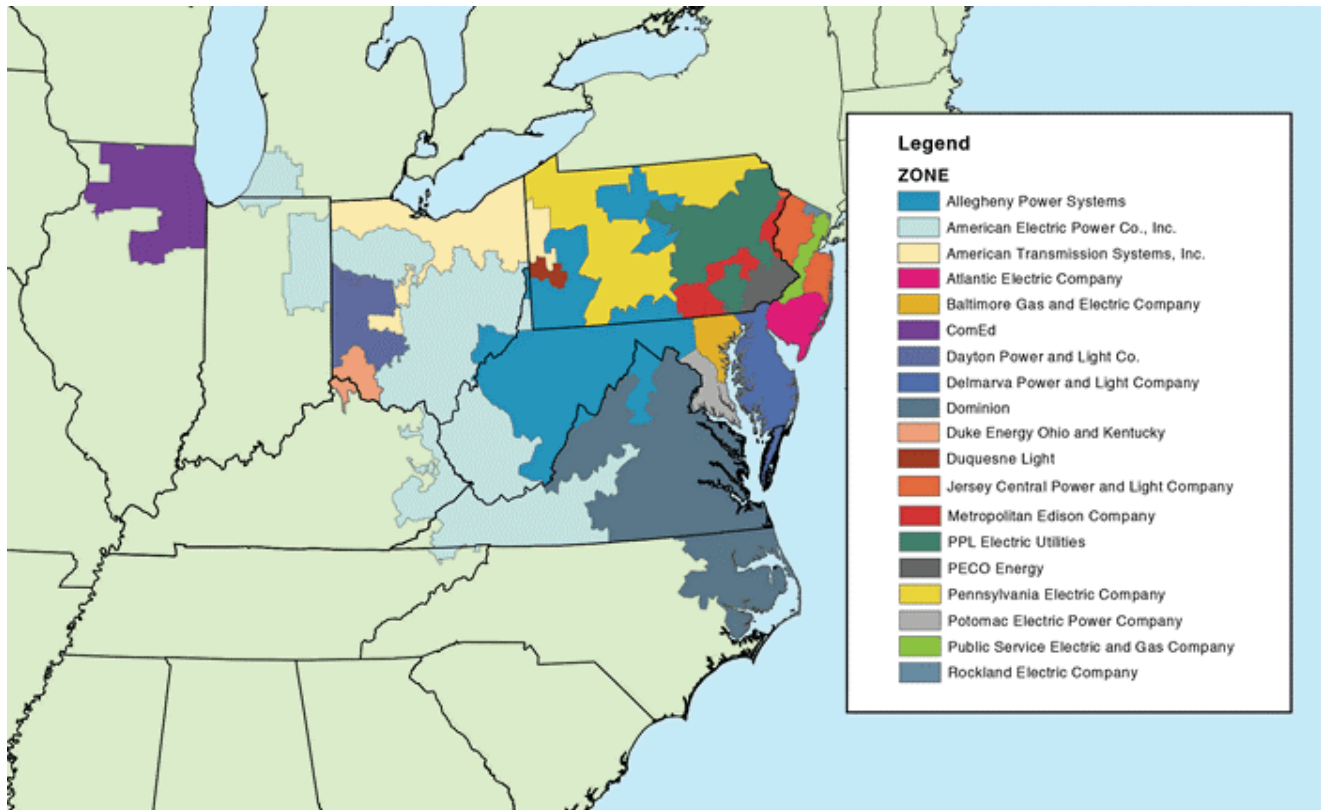 Legend
ZONE
Allegheny Power Systems
American Electric Power Co., Inc.
American Transmission Systems, Inc.
Atlantic Electric Company
Baltimore Gas and Electric Company
ComEd
Dayton Power and Light Co.
Delmarva Power and Light Company
Dominion
Duke Energy Ohio and Kentucky
Duquesne Light
Jersey Central Power and Light Company
Metropolitan Edison Company
PPL Electric Utilities
PECO Energy
Pennsylvania Electric Company
Potomac Electric Power Company
Public Service Electric and Gas Company
Rockland Electric Company